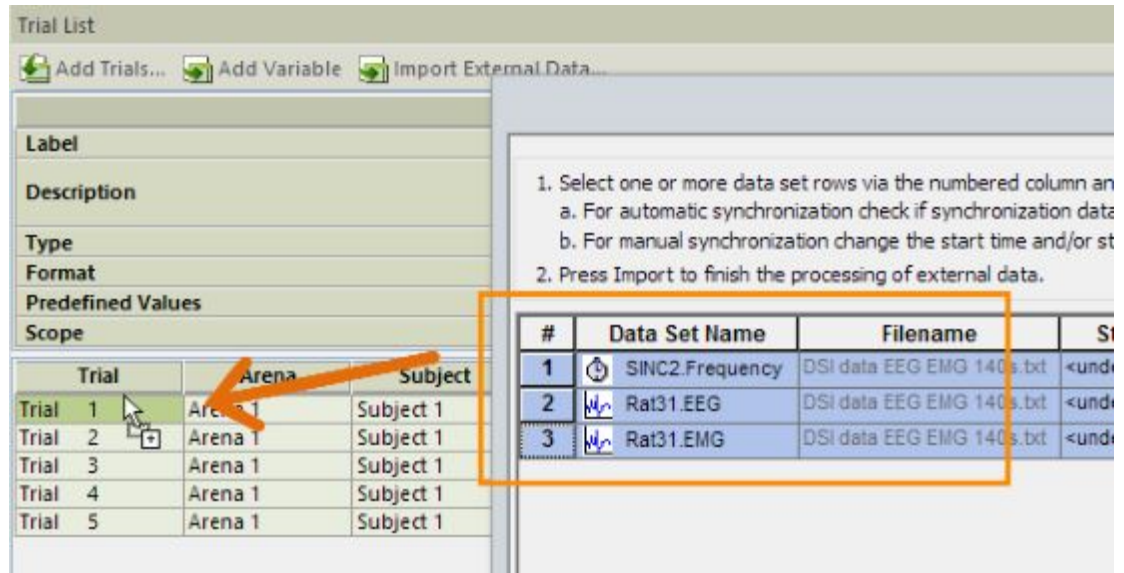 Trial List
Add Trials... Add Variable Import External Data...
Label
Description
Type
Format
Predefined Values
Scope
Trial Arena Subject
Trial 1 Arena 1 Subject 1
Trial 2 Arena 1 Subject 1
Trial 3 Arena 1 Subject 1
Trial 4 Arena 1 Subject 1
Trial 5 Arena 1 Subject 1
1. Select one or more data set rows via the numbered column an
a. For automatic synchronization check if synchronization data
b. For manual synchronization change the start time and/or st
2. Press Import to finish the processing of external data.
# Data Set Name Filename St
1 SINC2.Frequency DSI data EEG EMG 140s.txt <unde
2 Rat31.EEG DSI data EEG EMG 140s.txt <unde
3 Rat31.EMG DSI data EEG EMG 140s.txt <unde